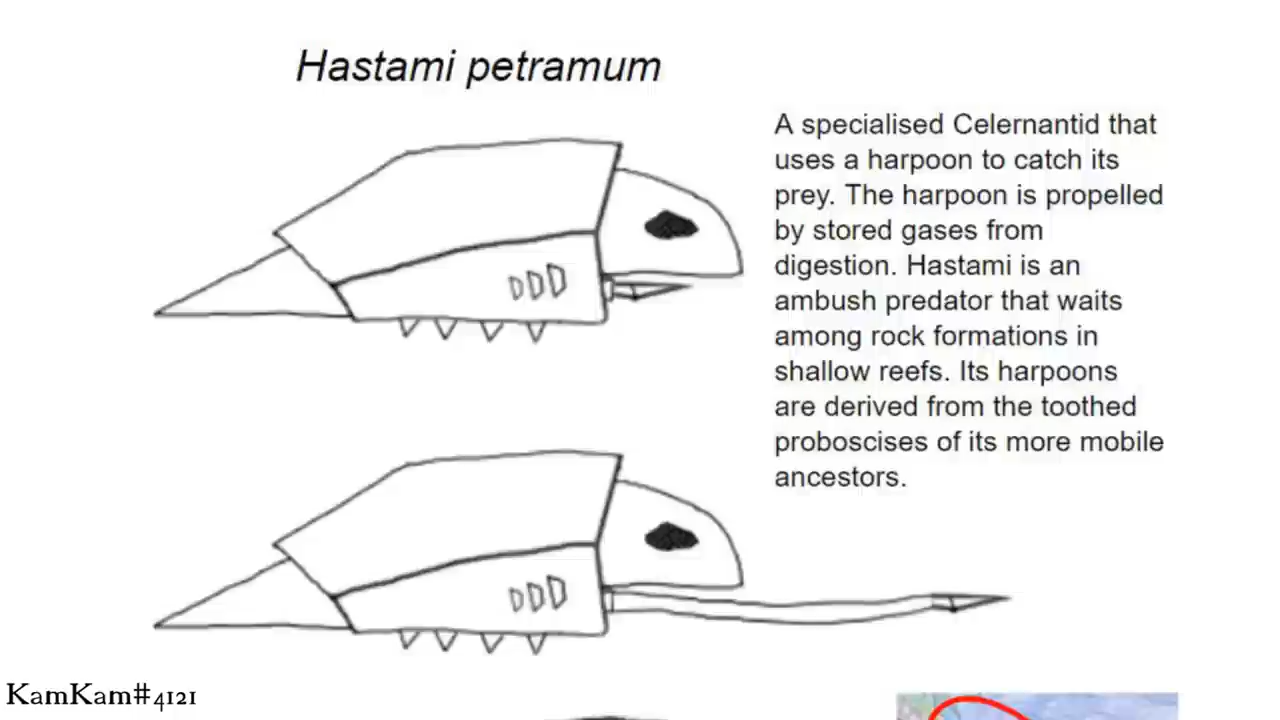 Hastami petramum
A specialised Celernantid that
uses a harpoon to catch its
prey. The harpoon is propelled
by stored gases from
digestion. Hastami is an
ambush predator that waits
among rock formations in
shallow reefs. Its harpoons
are derived from the toothed
proboscises of its more mobile
ancestors.
KamKam#4121